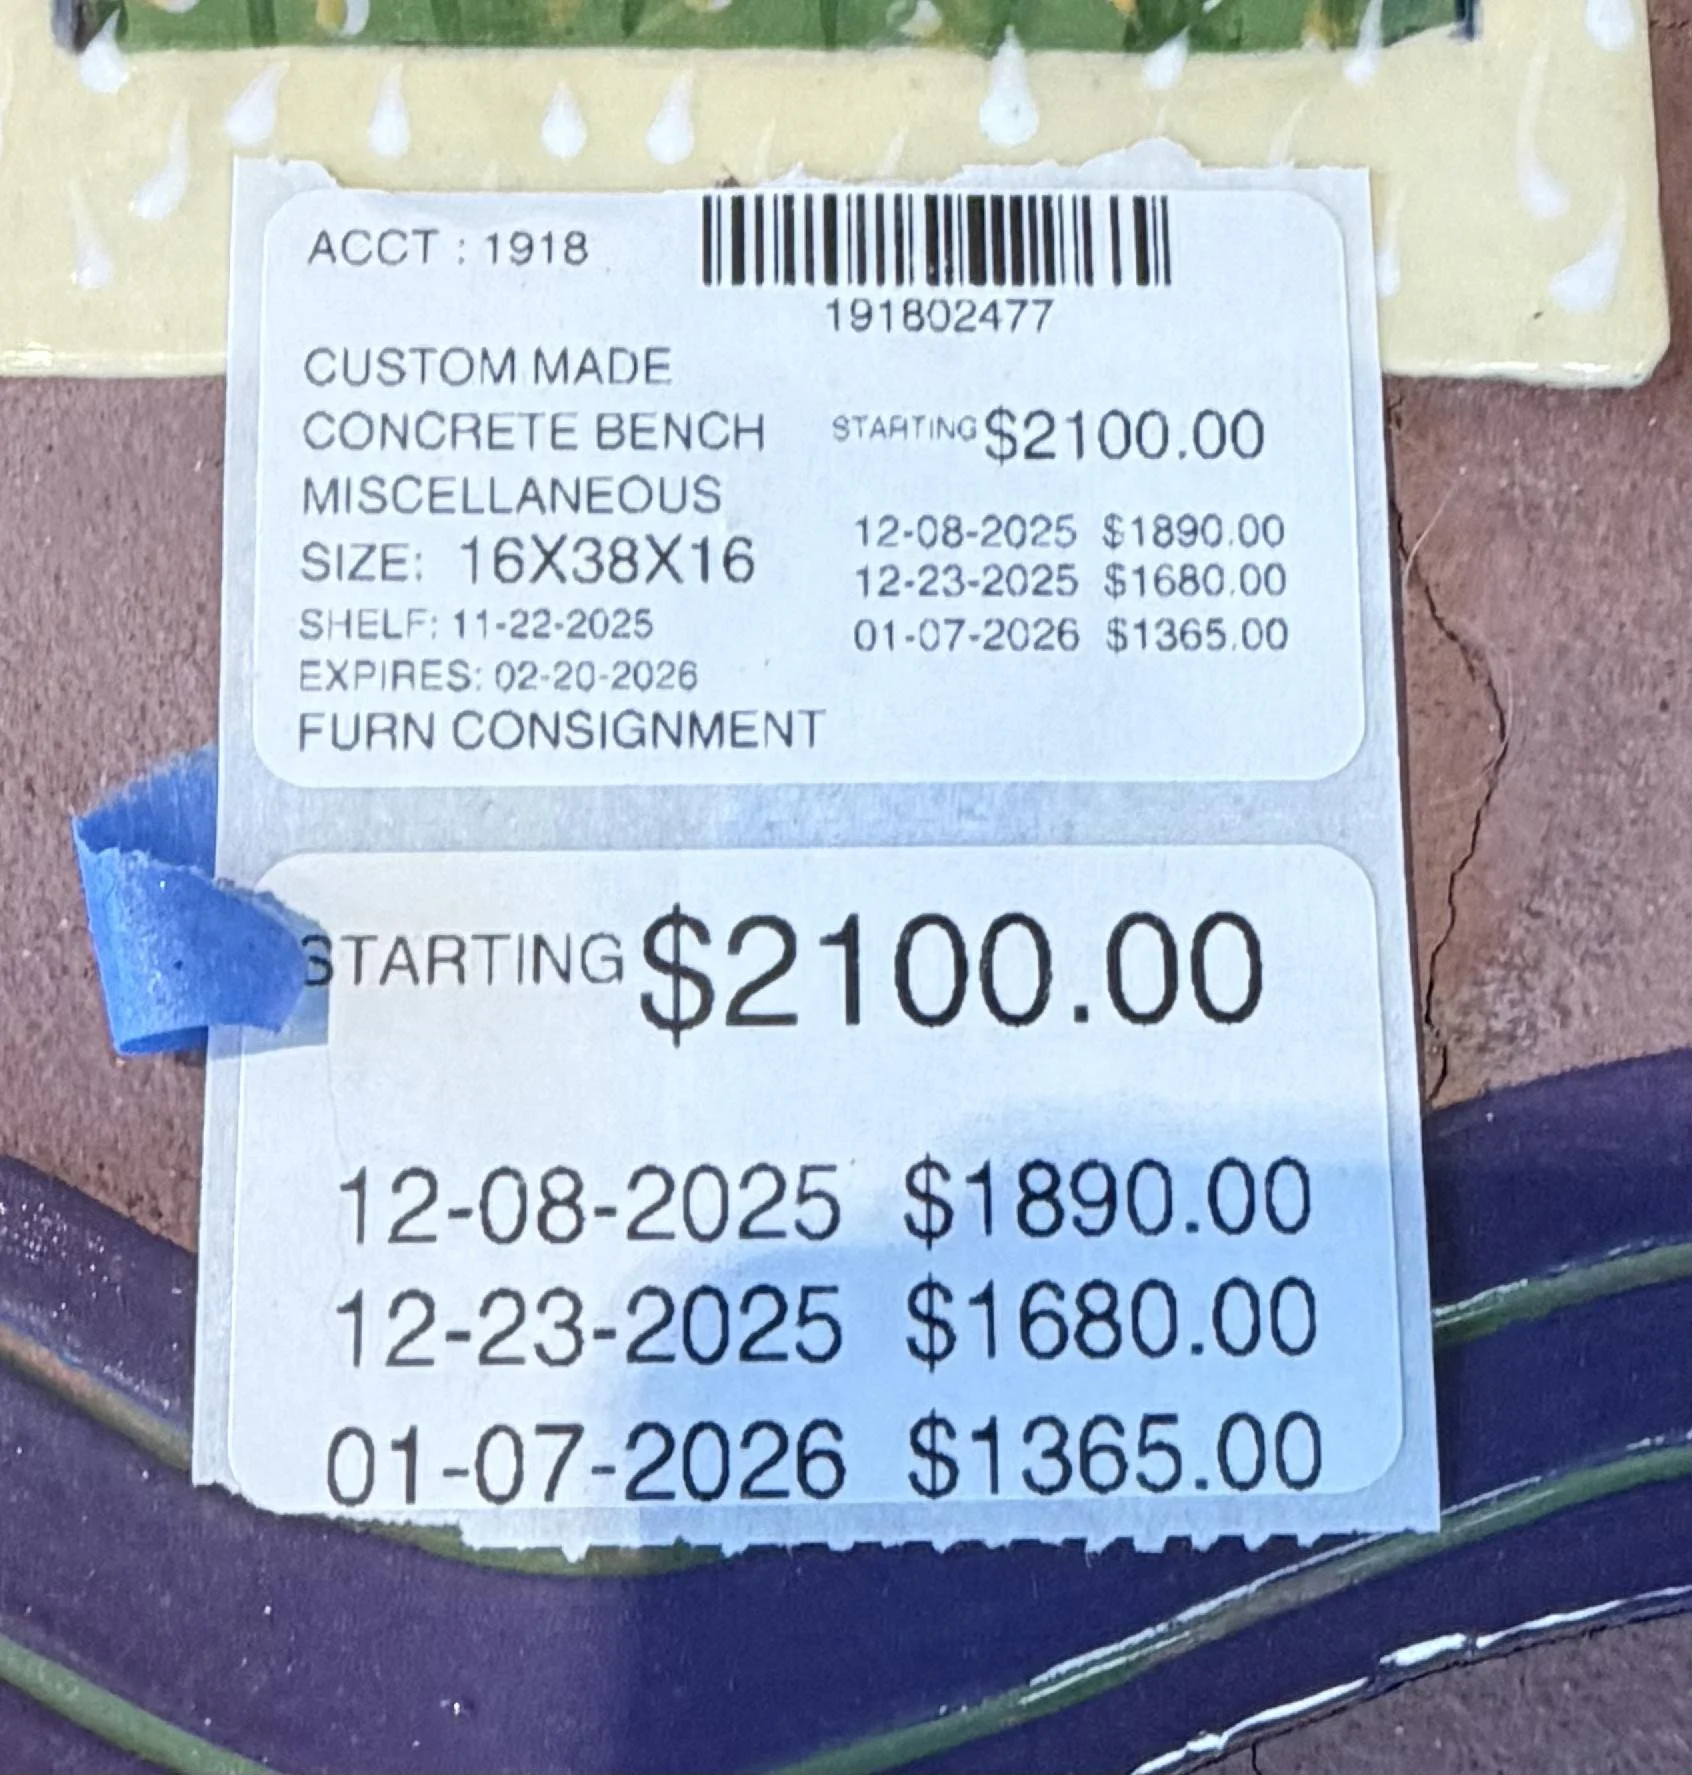 ACCT : 1918
191802477
CUSTOM MADE
CONCRETE BENCH
MISCELLANEOUS
SIZE: 16X38X16
SHELF: 11-22-2025
EXPIRES: 02-20-2026
FURN CONSIGNMENT
STARTING $2100.00
12-08-2025 $1890.00
12-23-2025 $1680.00
01-07-2026 $1365.00
STARTING $2100.00
12-08-2025 $1890.00
12-23-2025 $1680.00
01-07-2026 $1365.00